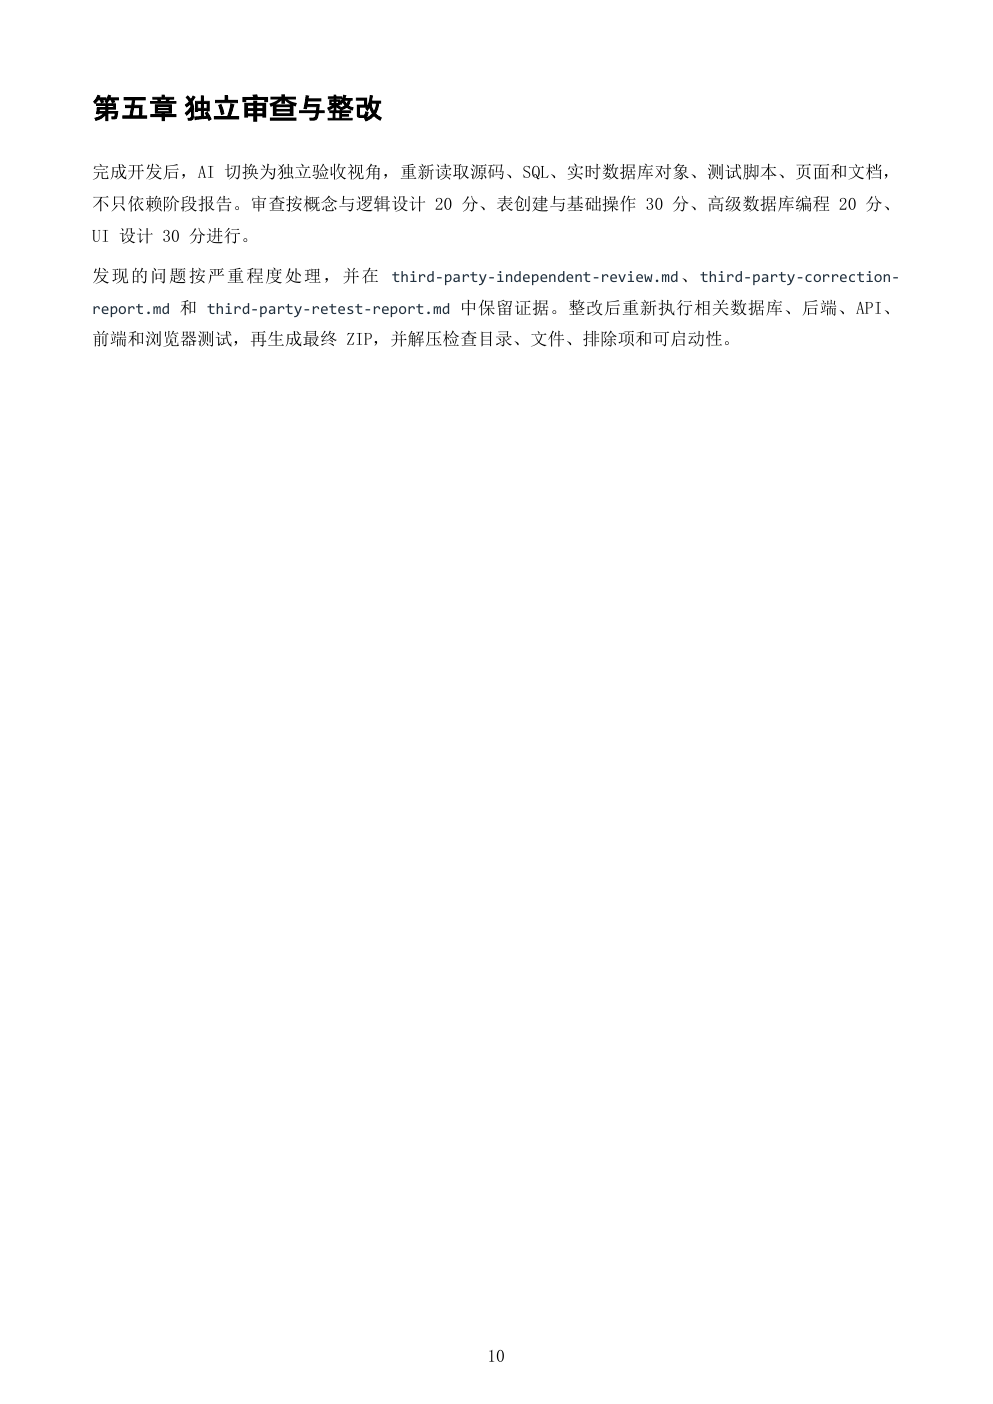 第五章 独立审查与整改
完成开发后，AI 切换为独立验收视角，重新读取源码、SQL、实时数据库对象、测试脚本、页面和文档，
不只依赖阶段报告。审查按概念与逻辑设计 20 分、表创建与基础操作 30 分、高级数据库编程 20 分、
UI 设计 30 分进行。
发现的问题按严重程度处理，并在 third-party-independent-review.md、third-party-correction-
report.md 和 third-party-retest-report.md 中保留证据。整改后重新执行相关数据库、后端、API、
前端和浏览器测试，再生成最终 ZIP，并解压检查目录、文件、排除项和可启动性。
10